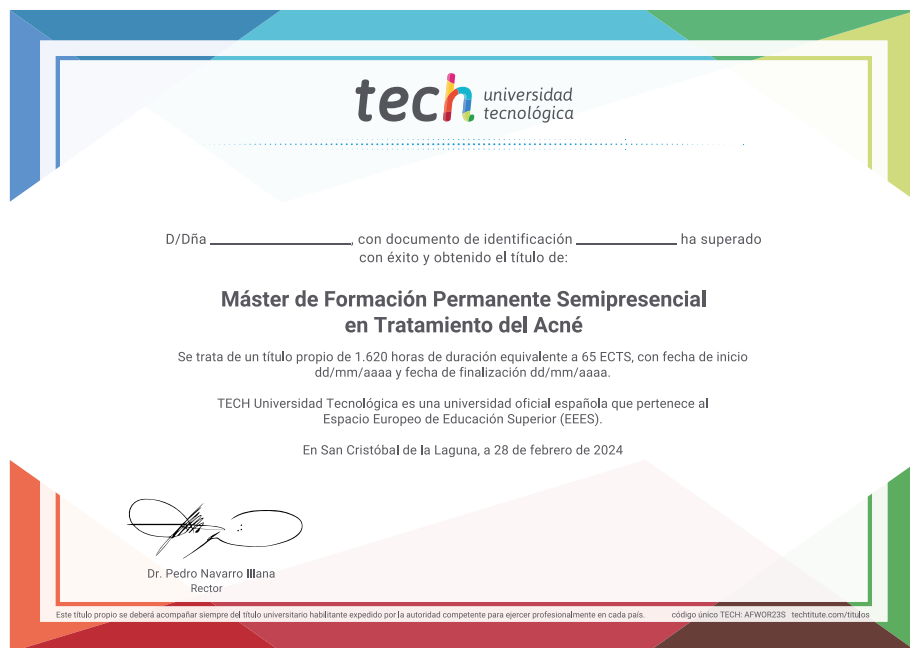 tech universidad
tecnológica
D/Dña ____________________, con documento de identificación ______________ ha superado
con éxito y obtenido el título de:
Máster de Formación Permanente Semipresencial
en Tratamiento del Acné
Se trata de un título propio de 1.620 horas de duración equivalente a 65 ECTS, con fecha de inicio
dd/mm/aaaa y fecha de finalización dd/mm/aaaa.
TECH Universidad Tecnológica es una universidad oficial española que pertenece al
Espacio Europeo de Educación Superior (EEES).
En San Cristóbal de la Laguna, a 28 de febrero de 2024
Dr. Pedro Navarro Illana
Rector
Este título propio se deberá acompañar siempre del título universitario habilitante expedido por la autoridad competente para ejercer profesionalmente en cada país. código único TECH: AFWOR23S techtitute.com/titulos